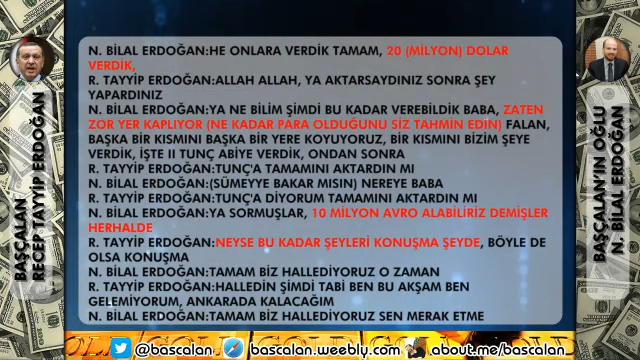 N. BİLAL ERDOĞAN:HE ONLARA VERDİK TAMAM, 20 (MİLYON) DOLAR
VERDİK,
R. TAYYİP ERDOĞAN:ALLAH ALLAH, YA AKTARSAYDINIZ SONRA ŞEY
YAPARDINIZ
N. BİLAL ERDOĞAN:YA NE BİLİM ŞİMDİ BU KADAR VEREBİLDİK BABA, ZATEN
ZOR YER KAPLIYOR (NE KADAR PARA OLDUĞUNU SİZ TAHMİN EDİN) FALAN,
BAŞKA BİR KISMINI BAŞKA BİR YERE KOYUYORUZ, BİR KISMINI BİZİM ŞEYE
VERDİK, İŞTE II TUNÇ ABİYE VERDİK, ONDAN SONRA
R. TAYYİP ERDOĞAN:TUNÇ'A TAMAMINI AKTARDIN MI
N. BİLAL ERDOĞAN:(SÜMEYYE BAKAR MISIN) NEREYE BABA
R. TAYYİP ERDOĞAN:TUNÇ'A DİYORUM TAMAMINI AKTARDIN MI
N. BİLAL ERDOĞAN:YA SORMUŞLAR, 10 MİLYON AVRO ALABİLİRİZ DEMİŞLER
HERHALDE
R. TAYYİP ERDOĞAN:NEYSE BU KADAR ŞEYLERİ KONUŞMA ŞEYDE, BÖYLE DE
OLSA KONUŞMA
N. BİLAL ERDOĞAN:TAMAM BİZ HALLEDİYORUZ O ZAMAN
R. TAYYİP ERDOĞAN:HALLEDİN ŞİMDİ TABİ BEN BU AKŞAM BEN
GELEMİYORUM, ANKARADA KALACAĞIM
N. BİLAL ERDOĞAN:TAMAM BİZ HALLEDİYORUZ SEN MERAK ETME
BAŞÇALAN
RECEP TAYYİP ERDOĞAN
BAŞÇALAN'IN OĞLU
N. BİLAL ERDOĞAN
@bascalan bascalan.weebly.com about.me/bascalan